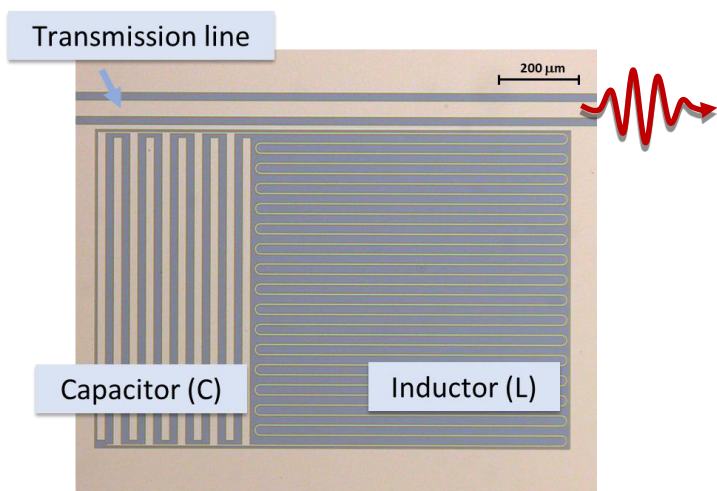 Transmission line
200 μm
Capacitor (C)
Inductor (L)